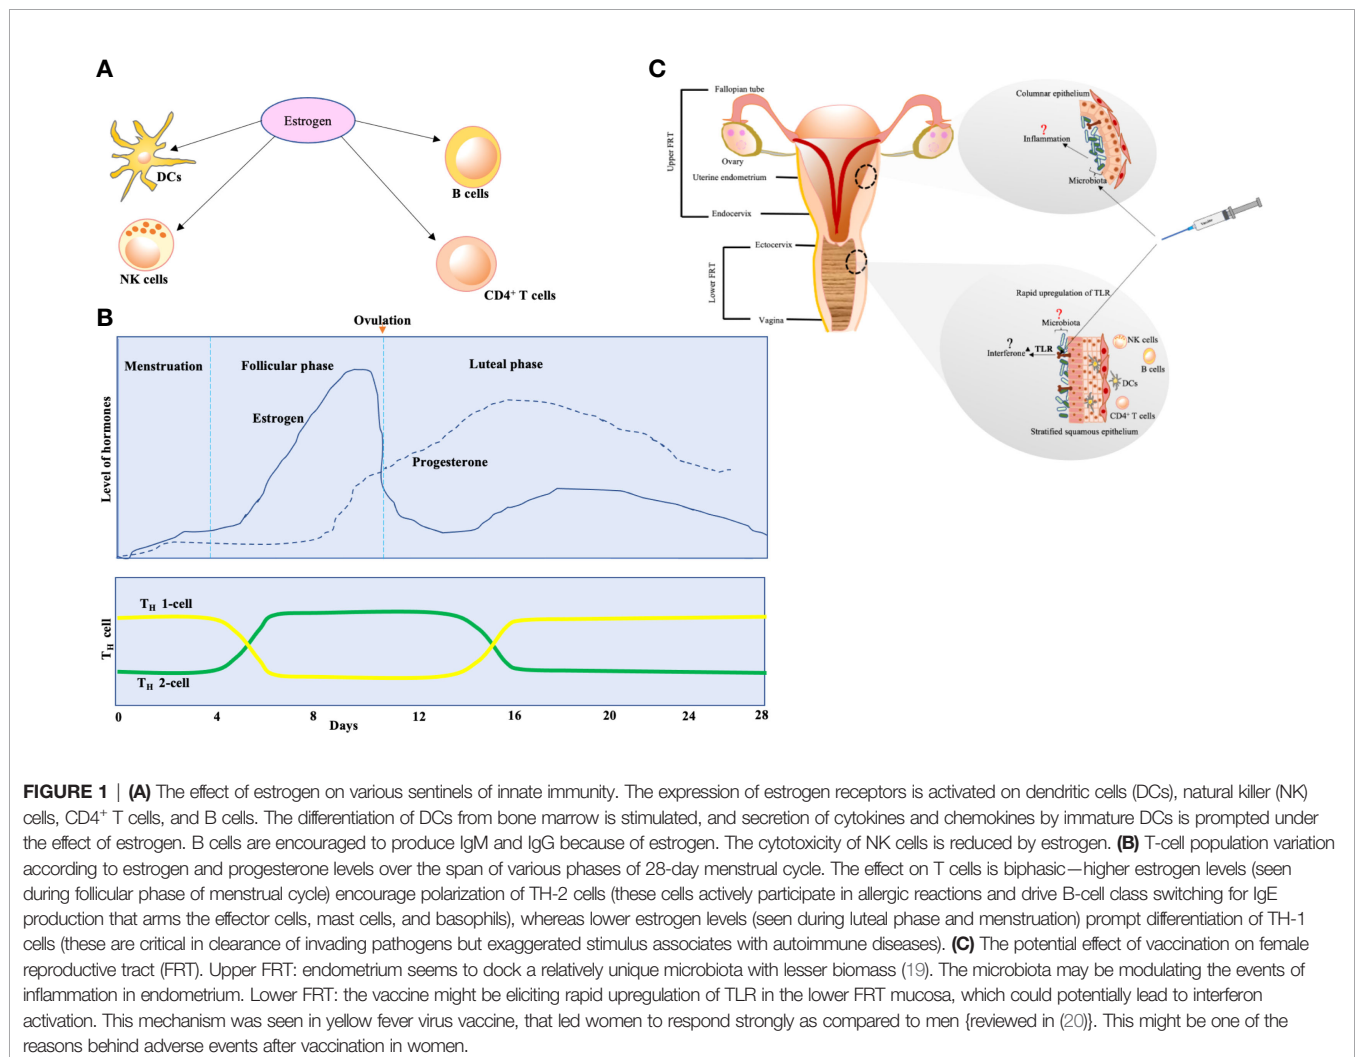 A
Estrogen
DCs
B cells
NK cells
CD4+ T cells
B
Ovulation
Menstruation
Follicular phase
Luteal phase
Estrogen
Progesterone
Level of hormones
TH 1-cell
TH 2-cell
TH cell
0 4 8 12 16 20 24 28
Days
C
Fallopian tube
Upper FRT
Ovary
Uterine endometrium
Endocervix
Ectocervix
Lower FRT
Vagina
Columnar epithelium
?
Inflammation
Microbiota
Rapid upregulation of TLR
?
Microbiota
?
Interferone
TLR
NK cells
B cells
DCs
CD4+ T cells
Stratified squamous epithelium
FIGURE 1 | (A) The effect of estrogen on various sentinels of innate immunity. The expression of estrogen receptors is activated on dendritic cells (DCs), natural killer (NK)
cells, CD4+ T cells, and B cells. The differentiation of DCs from bone marrow is stimulated, and secretion of cytokines and chemokines by immature DCs is prompted under
the effect of estrogen. B cells are encouraged to produce IgM and IgG because of estrogen. The cytotoxicity of NK cells is reduced by estrogen. (B) T-cell population variation
according to estrogen and progesterone levels over the span of various phases of 28-day menstrual cycle. The effect on T cells is biphasic—higher estrogen levels (seen
during follicular phase of menstrual cycle) encourage polarization of TH-2 cells (these cells actively participate in allergic reactions and drive B-cell class switching for IgE
production that arms the effector cells, mast cells, and basophils), whereas lower estrogen levels (seen during luteal phase and menstruation) prompt differentiation of TH-1
cells (these are critical in clearance of invading pathogens but exaggerated stimulus associates with autoimmune diseases). (C) The potential effect of vaccination on female
reproductive tract (FRT). Upper FRT: endometrium seems to dock a relatively unique microbiota with lesser biomass (19). The microbiota may be modulating the events of
inflammation in endometrium. Lower FRT: the vaccine might be eliciting rapid upregulation of TLR in the lower FRT mucosa, which could potentially lead to interferon
activation. This mechanism was seen in yellow fever virus vaccine, that led women to respond strongly as compared to men {reviewed in (20)}. This might be one of the
reasons behind adverse events after vaccination in women.